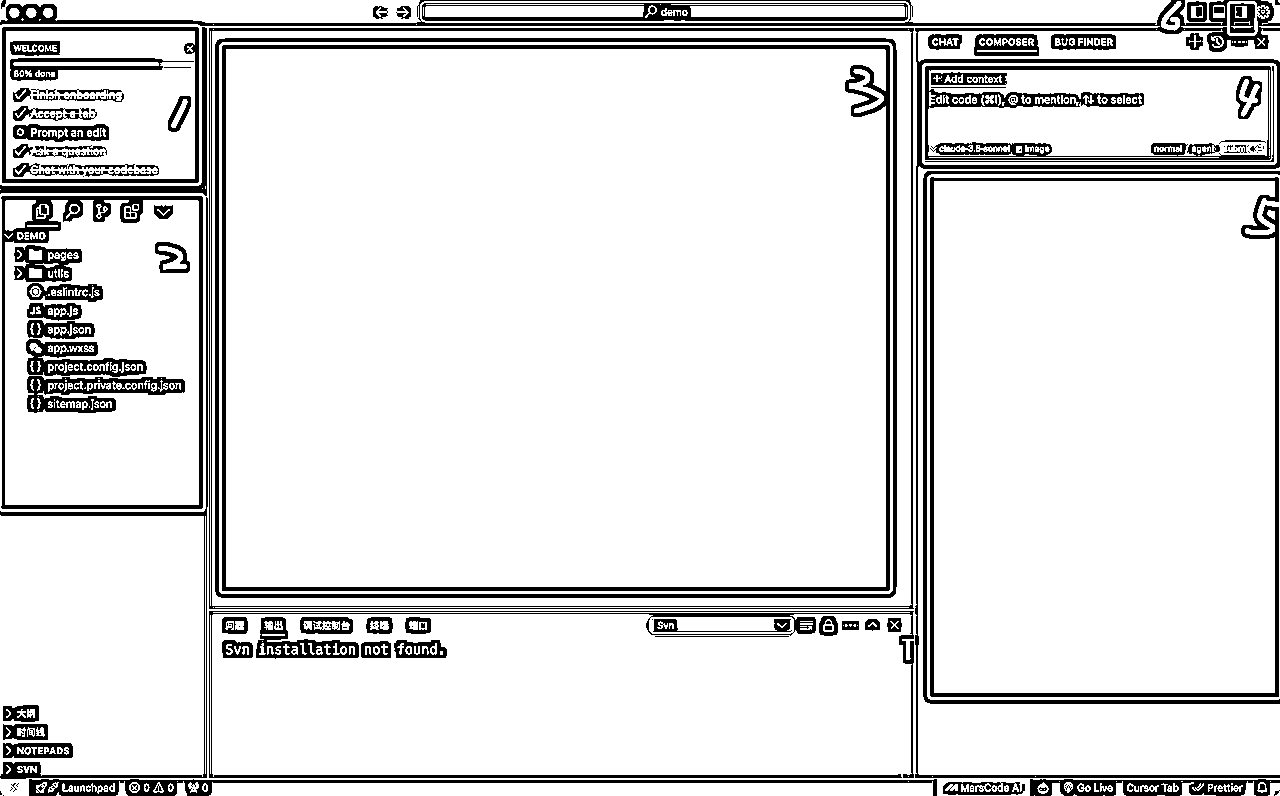 demo
6
WELCOME
60% done
Finish onboarding
Accept a tab
Prompt an edit
Ask a question
Chat with your codebase
1
DEMO
2
pages
utils
.eslintrc.js
JS app.js
{} app.json
app.wxss
{} project.config.json
{} project.private.config.json
{} sitemap.json
大纲
时间线
NOTEPADS
SVN
3
问题 输出 调试控制台 终端 端口
Svn
Svn installation not found.
CHAT COMPOSER BUG FINDER
+ Add context
Edit code (⌘I), @ to mention, ⇅ to select
4
claude-3.5-sonnet image normal / agent submit
5
Launchpad 0 0 0
MarsCode AI Go Live Cursor Tab Prettier